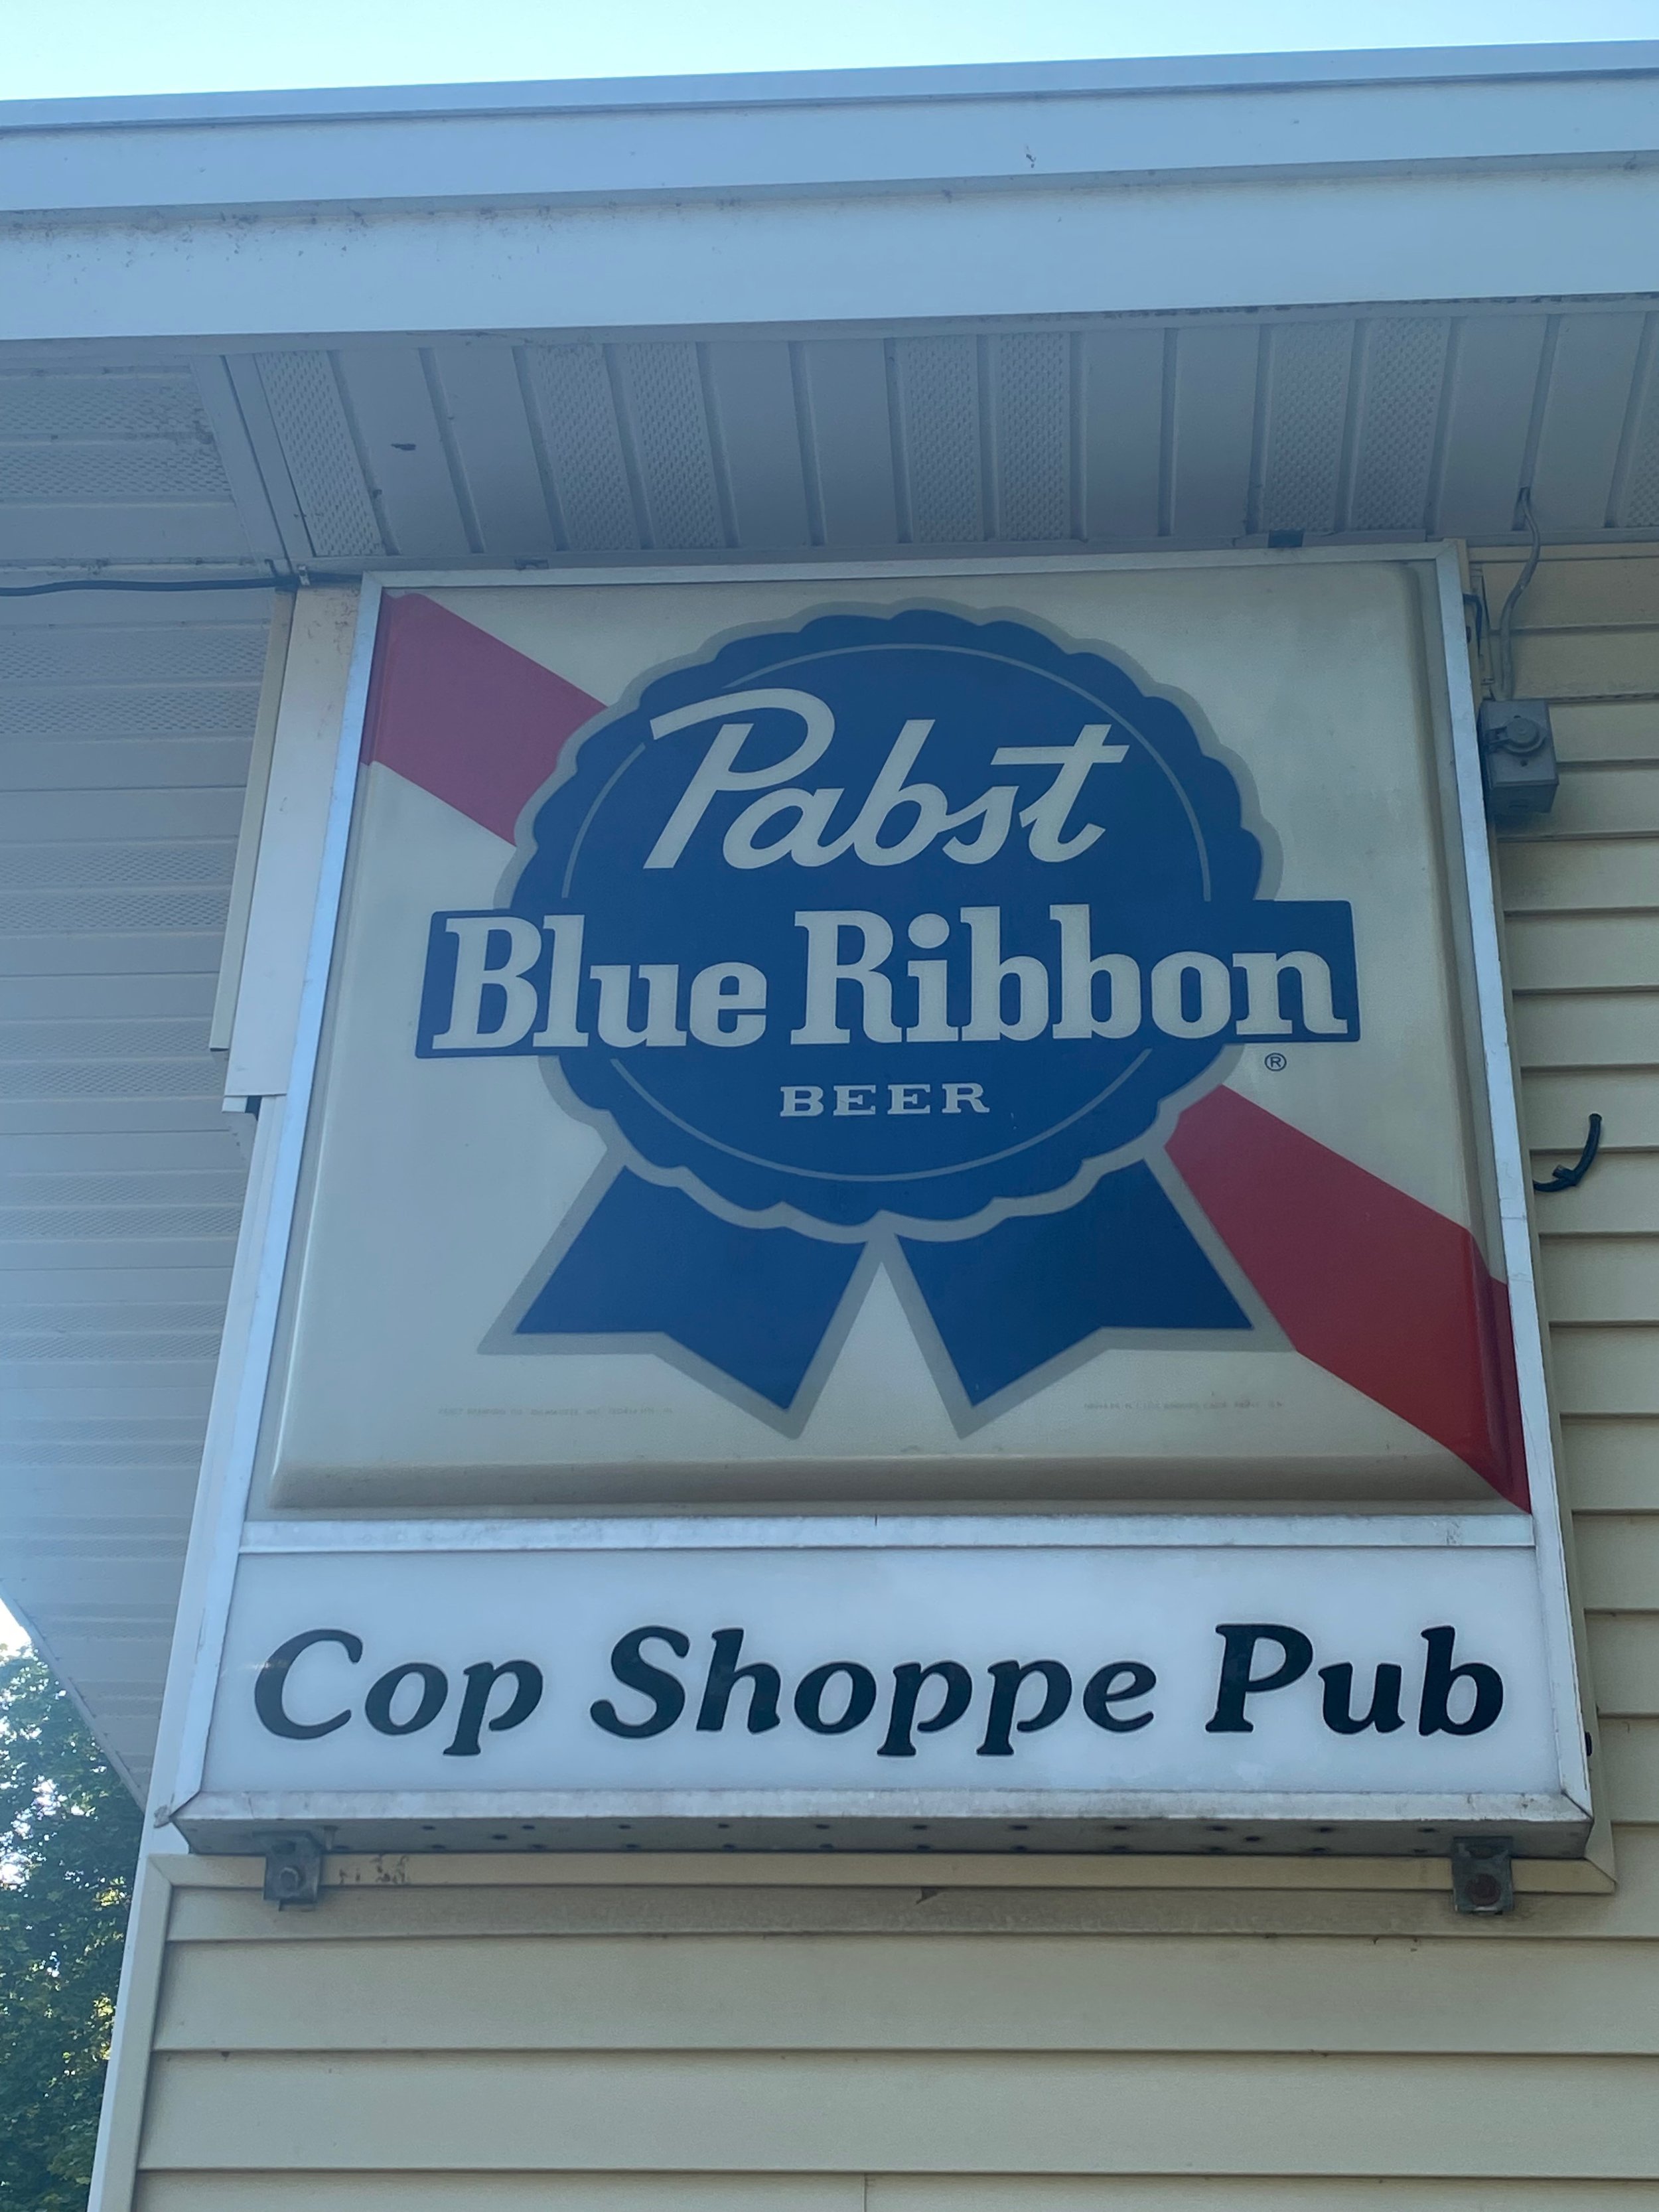 Pabst
Blue Ribbon
®
BEER
Cop Shoppe Pub